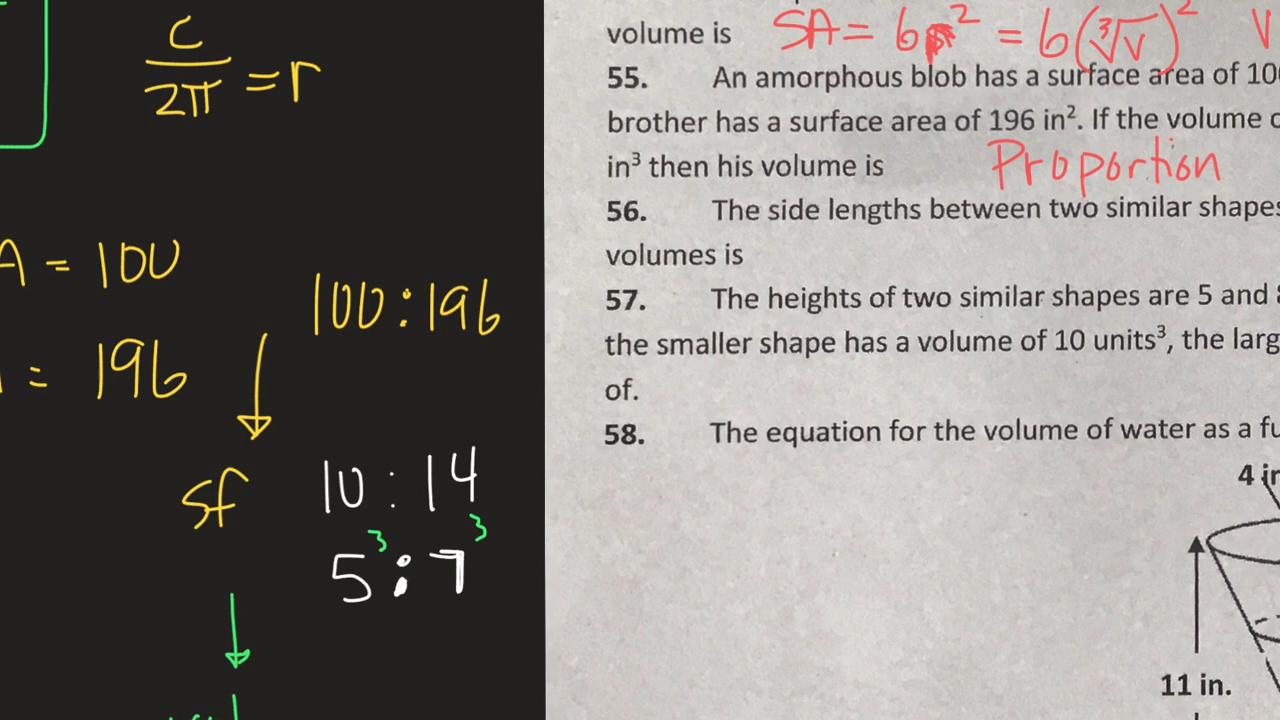 c
2π = r
A = 100
= 196
100:196
sf
10:14
5³:7³
volume is SA = 6 ² = 6(∛V)² V
55. An amorphous blob has a surface area of 10
brother has a surface area of 196 in². If the volume
in³ then his volume is Proportion
56. The side lengths between two similar shapes
volumes is
57. The heights of two similar shapes are 5 and
the smaller shape has a volume of 10 units³, the larg
of.
58. The equation for the volume of water as a fu
4 in
11 in.